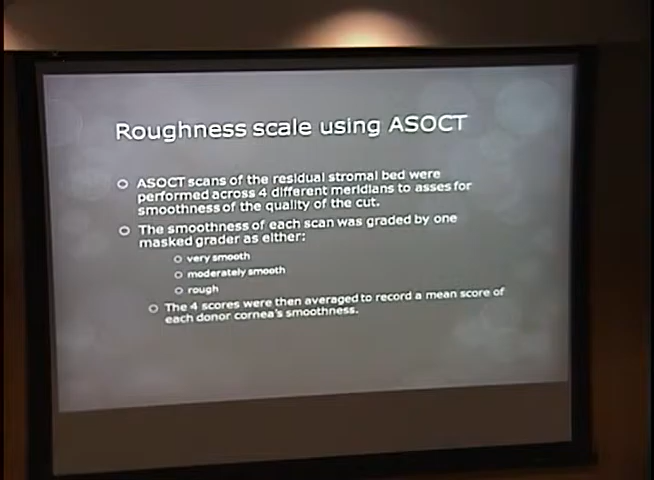 Roughness scale using ASOCT
ASOCT scans of the residual stromal bed were
performed across 4 different meridians to asses for
smoothness of the quality of the cut.
The smoothness of each scan was graded by one
masked grader as either:
very smooth
moderately smooth
rough
The 4 scores were then averaged to record a mean score of
each donor cornea's smoothness.